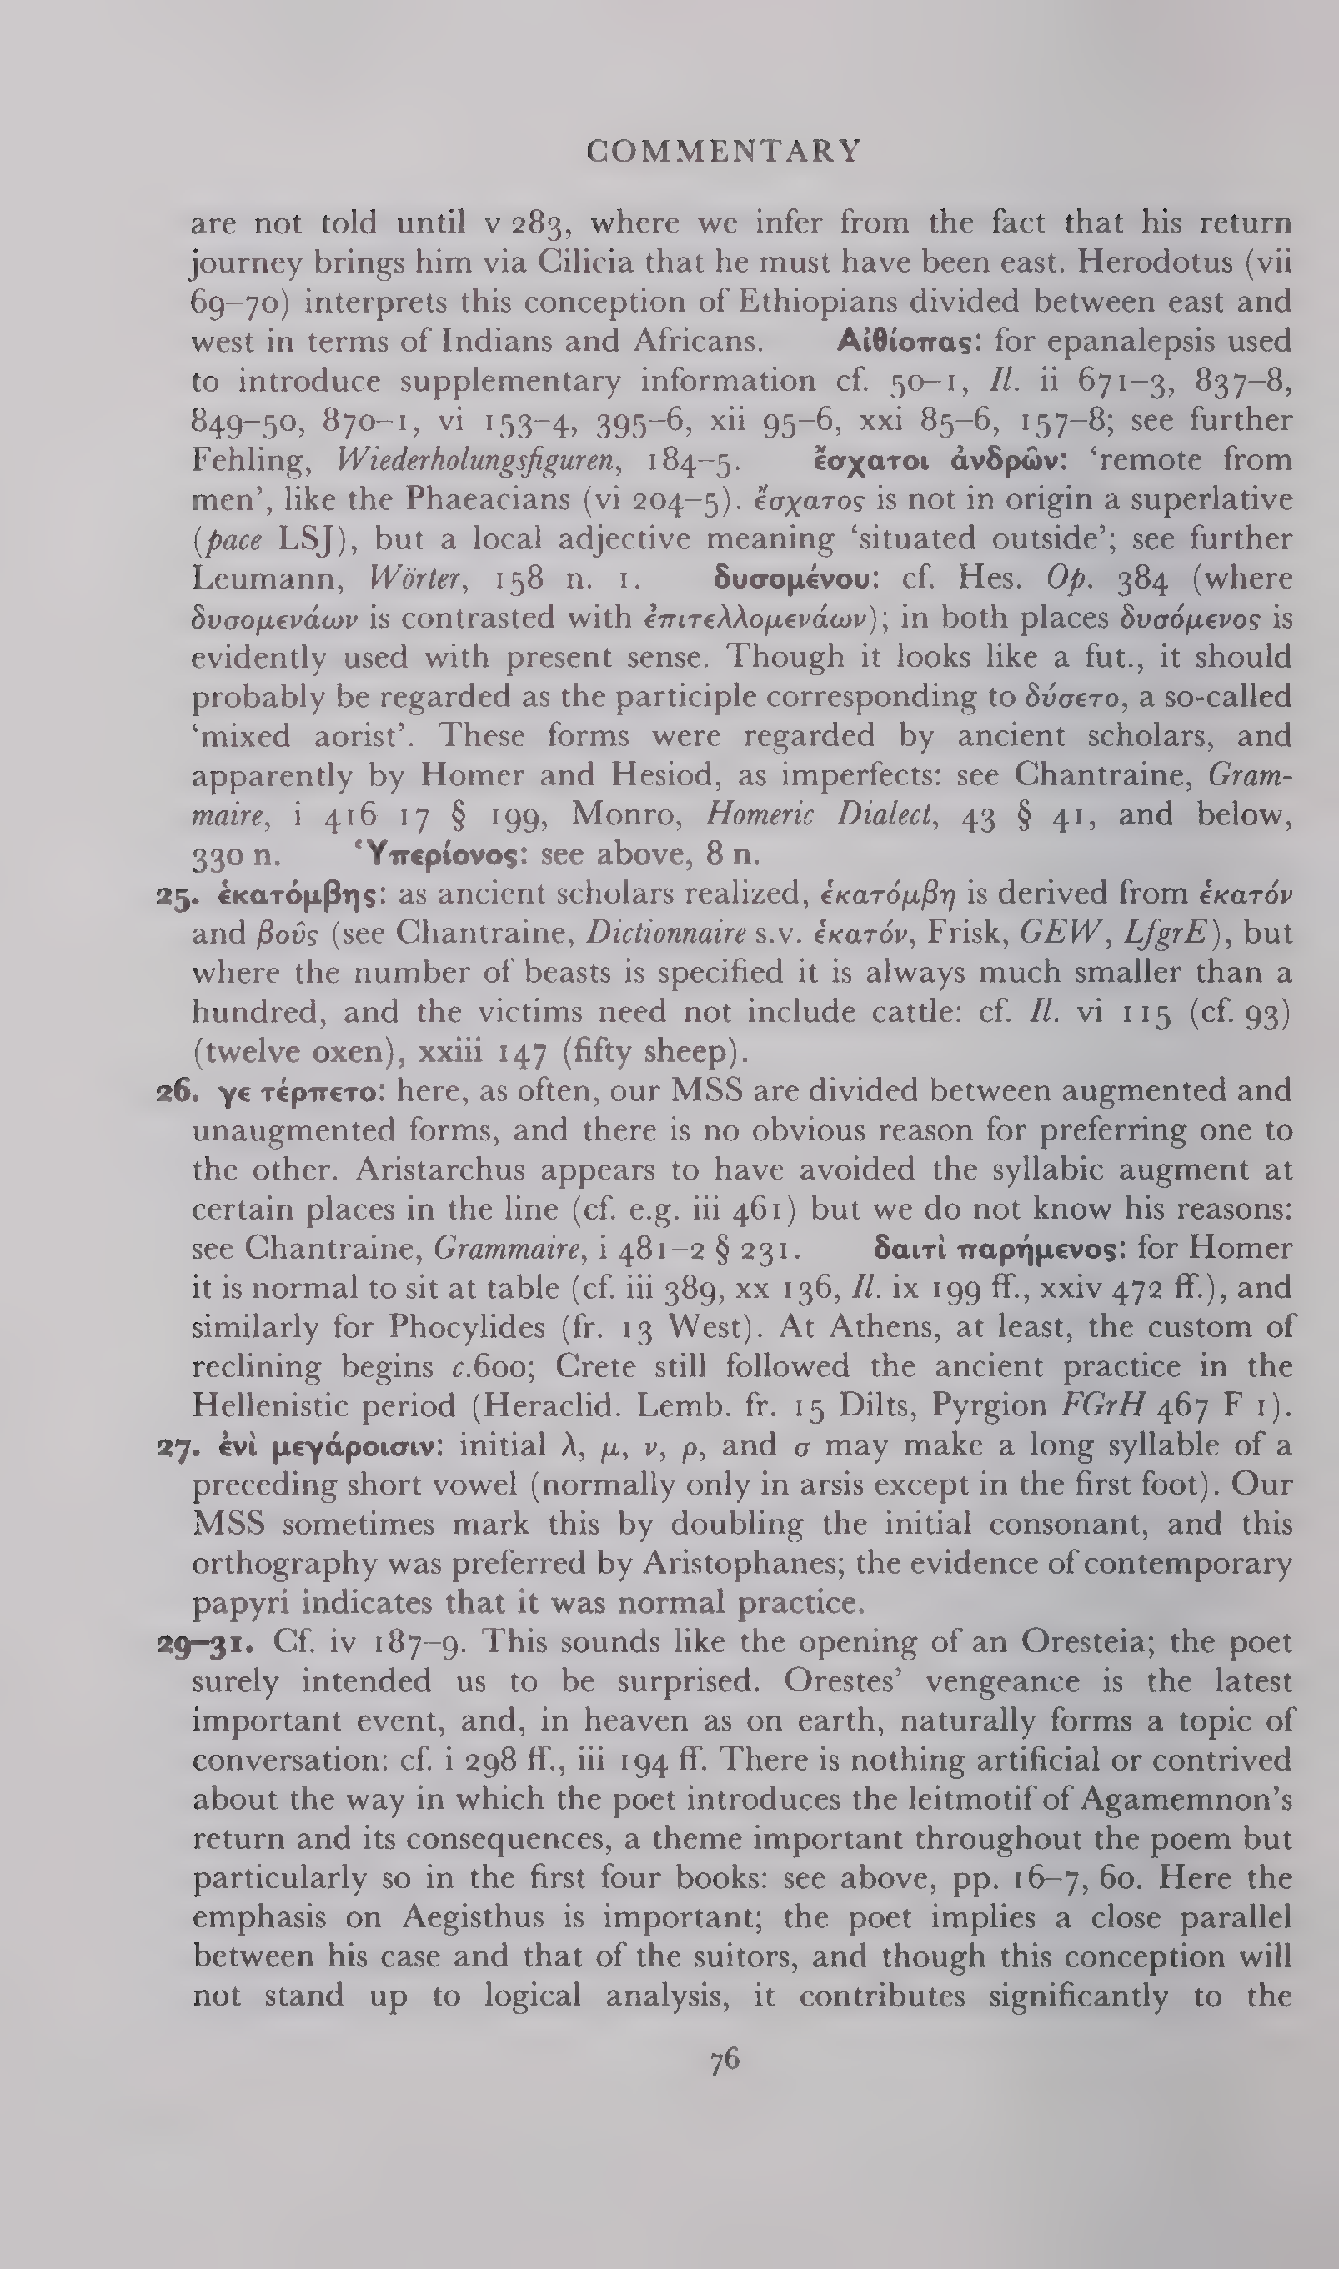 COMMENTARY
are not told until v 283, where we infer from the fact that his return
journey brings him via Cilicia that he must have been east. Herodotus (vii
69–70) interprets this conception of Ethiopians divided between east and
west in terms of Indians and Africans. Αἰθίοπας: for epanalepsis used
to introduce supplementary information cf. 50–1, Il. ii 671–3, 837–8,
849–50, 870–1, vi 153–4, 395–6, xii 95–6, xxi 85–6, 157–8; see further
Fehling, Wiederholungsfiguren, 184–5. ἔσχατοι ἀνδρῶν: ‘remote from
men’, like the Phaeacians (vi 204–5). ἔσχατος is not in origin a superlative
(pace LSJ), but a local adjective meaning ‘situated outside’; see further
Leumann, Wörter, 158 n. 1. δυσομένου: cf. Hes. Op. 384 (where
δυσομενάων is contrasted with ἐπιτελλομενάων); in both places δυσόμενος is
evidently used with present sense. Though it looks like a fut., it should
probably be regarded as the participle corresponding to δύσετο, a so-called
‘mixed aorist’. These forms were regarded by ancient scholars, and
apparently by Homer and Hesiod, as imperfects: see Chantraine, Gram-
maire, i 416 17 § 199, Monro, Homeric Dialect, 43 § 41, and below,
330 n. Ὑπερίονος: see above, 8 n.
25. ἑκατόμβης: as ancient scholars realized, ἑκατόμβη is derived from ἑκατόν
and βοῦς (see Chantraine, Dictionnaire s.v. ἑκατόν, Frisk, GEW, LfgrE), but
where the number of beasts is specified it is always much smaller than a
hundred, and the victims need not include cattle: cf. Il. vi 115 (cf. 93)
(twelve oxen), xxiii 147 (fifty sheep).
26. γε τέρπετο: here, as often, our MSS are divided between augmented and
unaugmented forms, and there is no obvious reason for preferring one to
the other. Aristarchus appears to have avoided the syllabic augment at
certain places in the line (cf. e.g. iii 461) but we do not know his reasons:
see Chantraine, Grammaire, i 481–2 § 231. δαιτὶ παρήμενος: for Homer
it is normal to sit at table (cf. iii 389, xx 136, Il. ix 199 ff., xxiv 472 ff.), and
similarly for Phocylides (fr. 13 West). At Athens, at least, the custom of
reclining begins c.600; Crete still followed the ancient practice in the
Hellenistic period (Heraclid. Lemb. fr. 15 Dilts, Pyrgion FGrH 467 F 1).
27. ἐνὶ μεγάροισιν: initial λ, μ, ν, ρ, and σ may make a long syllable of a
preceding short vowel (normally only in arsis except in the first foot). Our
MSS sometimes mark this by doubling the initial consonant, and this
orthography was preferred by Aristophanes; the evidence of contemporary
papyri indicates that it was normal practice.
29–31. Cf. iv 187–9. This sounds like the opening of an Oresteia; the poet
surely intended us to be surprised. Orestes’ vengeance is the latest
important event, and, in heaven as on earth, naturally forms a topic of
conversation: cf. i 298 ff., iii 194 ff. There is nothing artificial or contrived
about the way in which the poet introduces the leitmotif of Agamemnon’s
return and its consequences, a theme important throughout the poem but
particularly so in the first four books: see above, pp. 16–7, 60. Here the
emphasis on Aegisthus is important; the poet implies a close parallel
between his case and that of the suitors, and though this conception will
not stand up to logical analysis, it contributes significantly to the
76